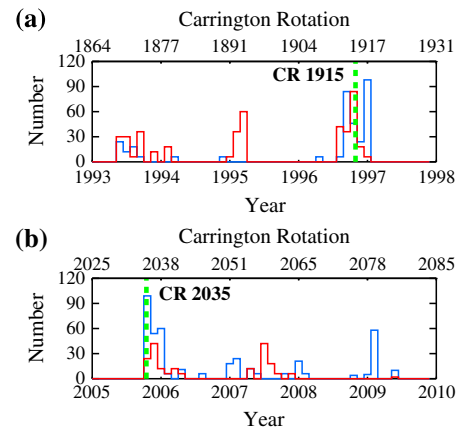 (a)
Carrington Rotation
1864 1877 1891 1904 1917 1931
120
90
60
30
0
Number
CR 1915
1993 1994 1995 1996 1997 1998
Year
(b)
Carrington Rotation
2025 2038 2051 2065 2078 2085
120
90
60
30
0
Number
CR 2035
2005 2006 2007 2008 2009 2010
Year